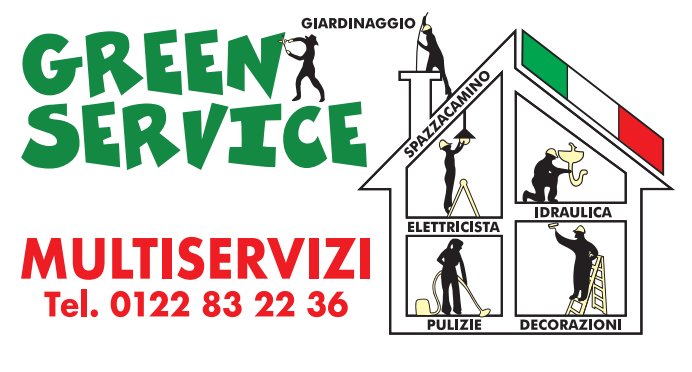 GREEN
SERVICE
GIARDINAGGIO
SPAZZACAMINO
ELETTRICISTA
IDRAULICA
PULIZIE
DECORAZIONI
MULTISERVIZI
Tel. 0122 83 22 36